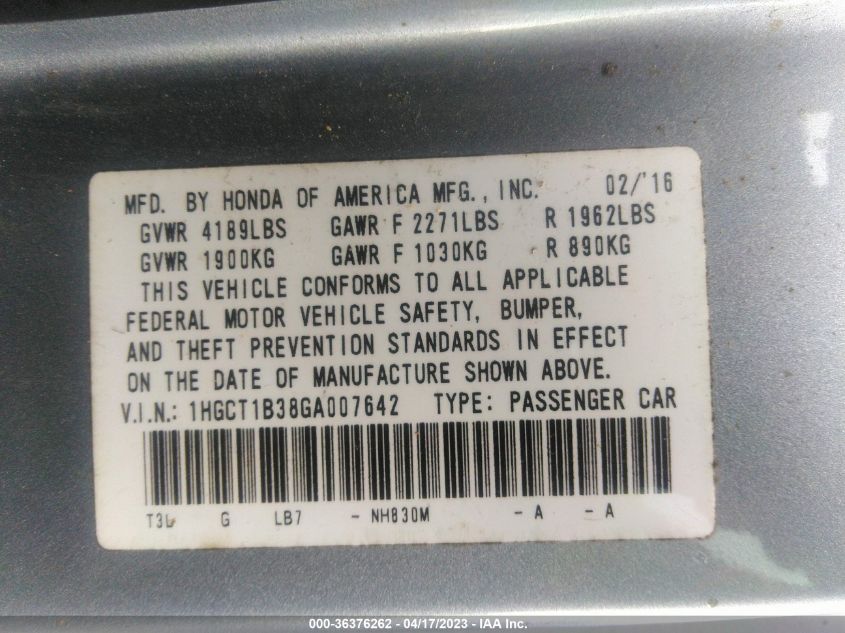 MFD. BY HONDA OF AMERICA MFG., INC. 02/'16
GVWR 4189LBS GAWR F 2271LBS R 1962LBS
GVWR 1900KG GAWR F 1030KG R 890KG
THIS VEHICLE CONFORMS TO ALL APPLICABLE
FEDERAL MOTOR VEHICLE SAFETY, BUMPER,
AND THEFT PREVENTION STANDARDS IN EFFECT
ON THE DATE OF MANUFACTURE SHOWN ABOVE.
V.I.N.: 1HGCT1B38GA007642 TYPE: PASSENGER CAR
T3L G LB7 - NH830M - A - A
000-36376262 - 04/17/2023 - IAA Inc.